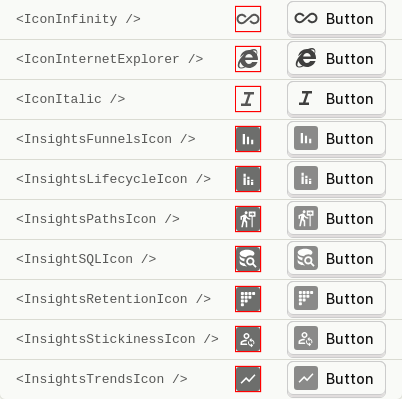 <IconInfinity /> Button
<IconInternetExplorer /> Button
<IconItalic /> Button
<InsightsFunnelsIcon /> Button
<InsightsLifecycleIcon /> Button
<InsightsPathsIcon /> Button
<InsightSQLIcon /> Button
<InsightsRetentionIcon /> Button
<InsightsStickinessIcon /> Button
<InsightsTrendsIcon /> Button